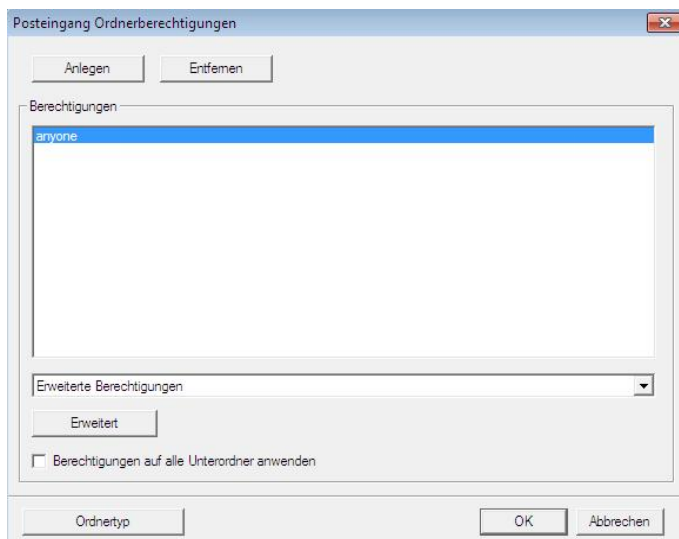 Posteingang Ordnerberechtigungen
Anlegen Entfernen
Berechtigungen
anyone
Erweiterte Berechtigungen
Erweitert
Berechtigungen auf alle Unterordner anwenden
Ordnertyp OK Abbrechen